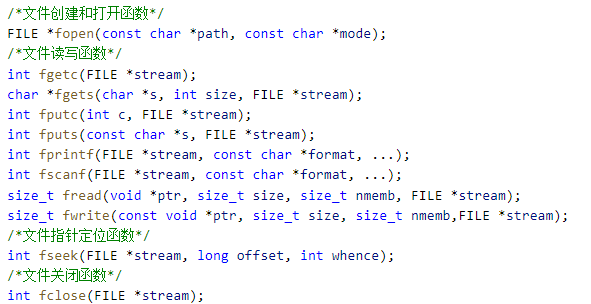 /*文件创建和打开函数*/
FILE *fopen(const char *path, const char *mode);
/*文件读写函数*/
int fgetc(FILE *stream);
char *fgets(char *s, int size, FILE *stream);
int fputc(int c, FILE *stream);
int fputs(const char *s, FILE *stream);
int fprintf(FILE *stream, const char *format, ...);
int fscanf(FILE *stream, const char *format, ...);
size_t fread(void *ptr, size_t size, size_t nmemb, FILE *stream);
size_t fwrite(const void *ptr, size_t size, size_t nmemb,FILE *stream);
/*文件指针定位函数*/
int fseek(FILE *stream, long offset, int whence);
/*文件关闭函数*/
int fclose(FILE *stream);